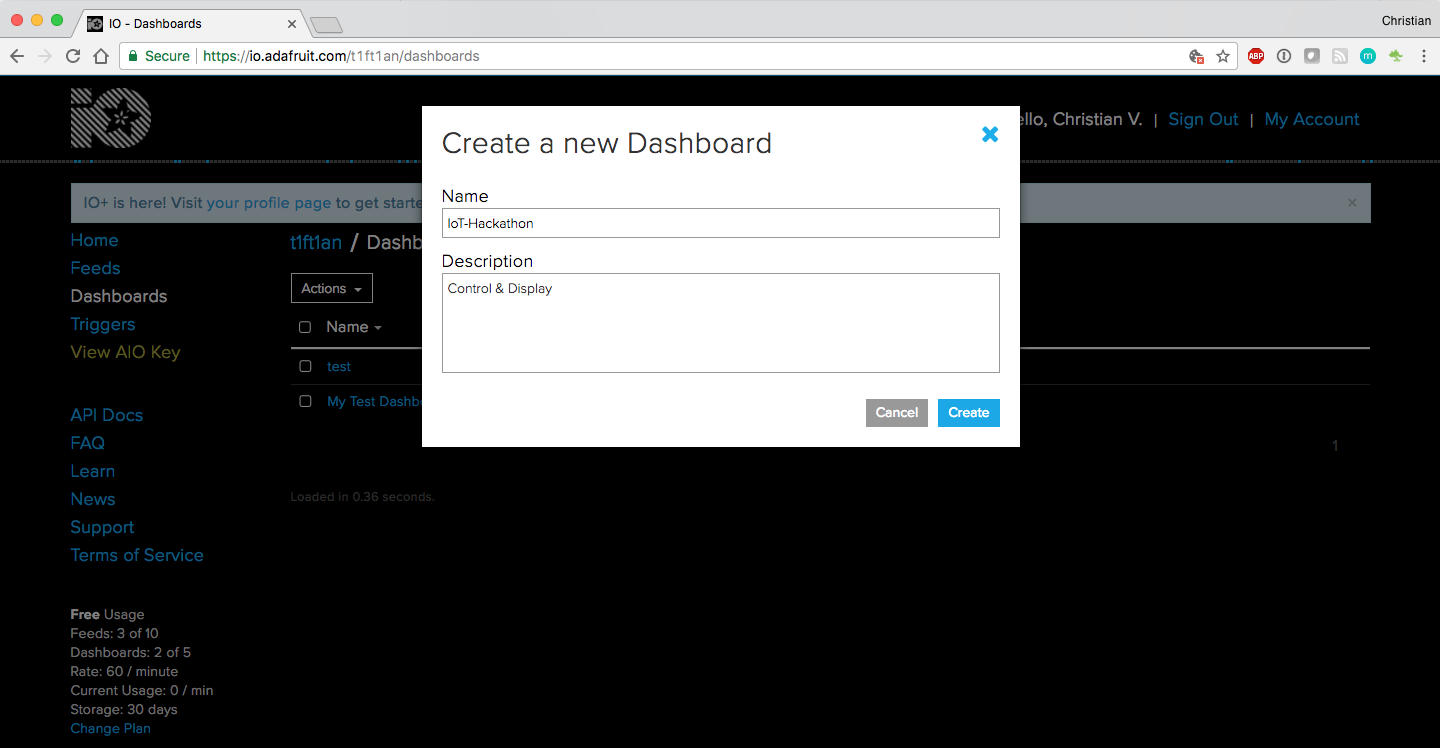 IO - Dashboards
Christian
Secure https://io.adafruit.com/t1ft1an/dashboards
ABP
m
iO
ello, Christian V. | Sign Out | My Account
IO+ is here! Visit your profile page to get starte
Home
Feeds
Dashboards
Triggers
View AIO Key
API Docs
FAQ
Learn
News
Support
Terms of Service
Free Usage
Feeds: 3 of 10
Dashboards: 2 of 5
Rate: 60 / minute
Current Usage: 0 / min
Storage: 30 days
Change Plan
t1ft1an / Dashb
Actions
Name
test
My Test Dashbo
1
Loaded in 0.36 seconds.
Create a new Dashboard
Name
IoT-Hackathon
Description
Control & Display
Cancel Create